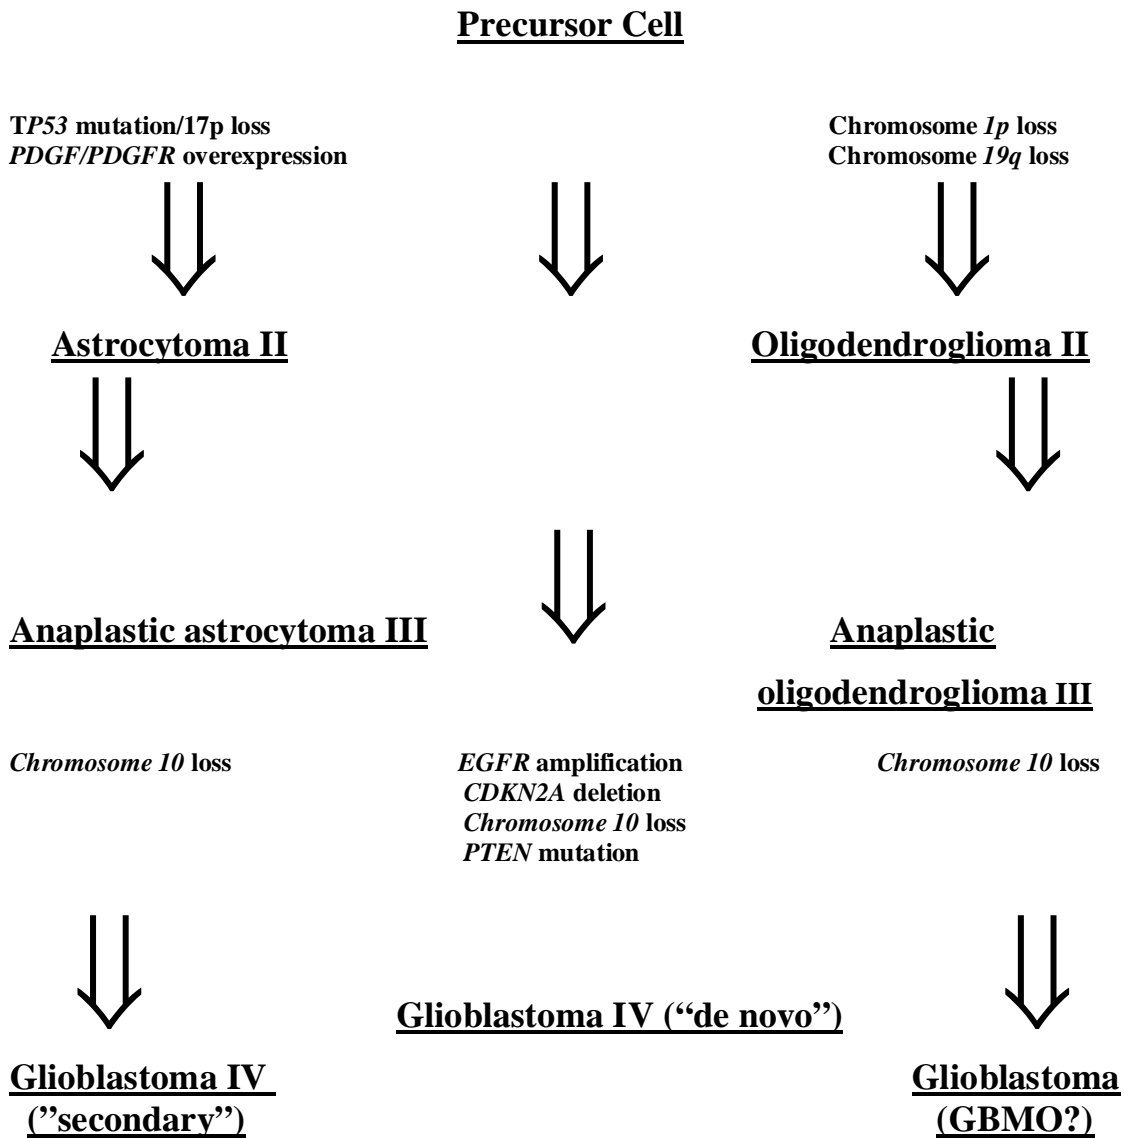 Precursor Cell
TP53 mutation/17p loss
PDGF/PDGFR overexpression
Chromosome 1p loss
Chromosome 19q loss
Astrocytoma II
Oligodendroglioma II
Anaplastic astrocytoma III
Anaplastic
oligodendroglioma III
Chromosome 10 loss
EGFR amplification
CDKN2A deletion
Chromosome 10 loss
PTEN mutation
Chromosome 10 loss
Glioblastoma IV (“de novo”)
Glioblastoma IV
(”secondary”)
Glioblastoma
(GBMO?)